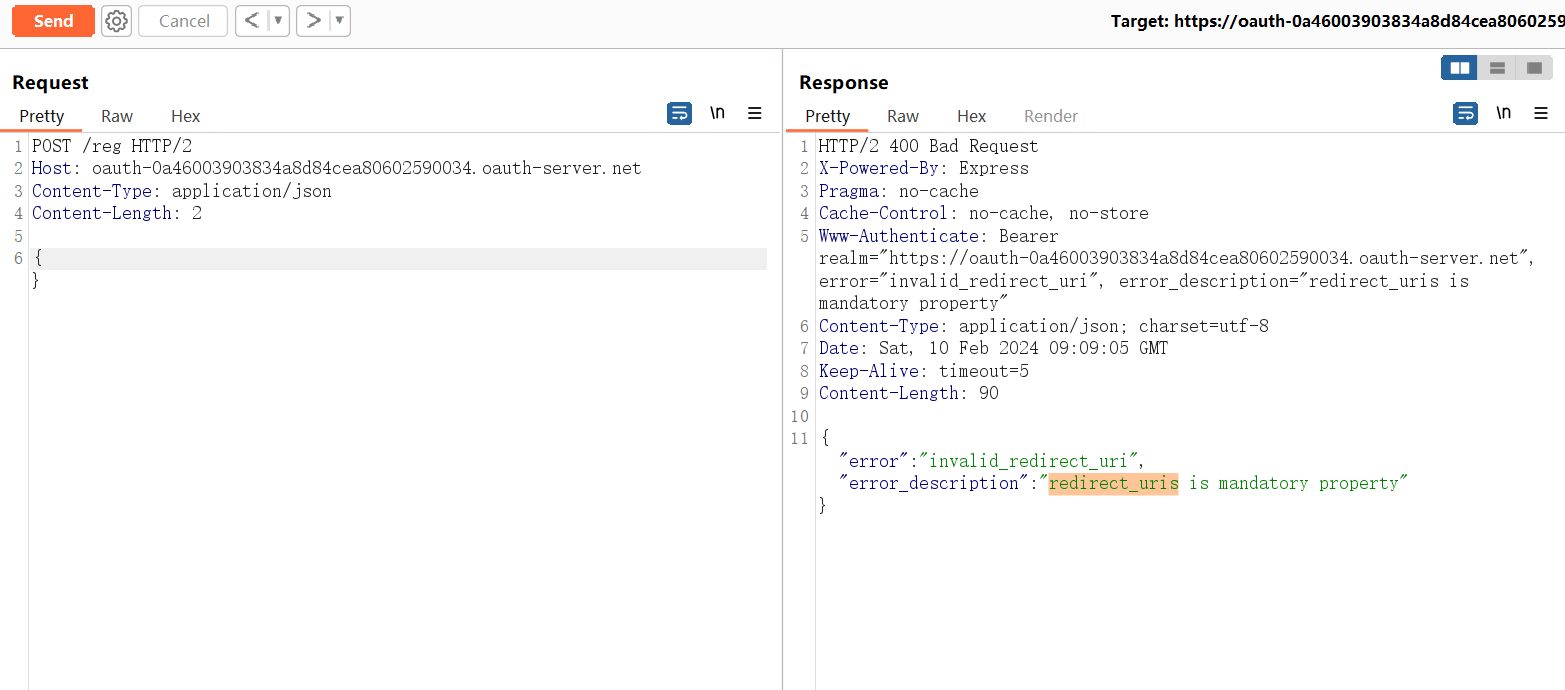 Send Cancel < ▼ > ▼ Target: https://oauth-0a46003903834a8d84cea8060259
Request
Pretty Raw Hex \n
1 POST /reg HTTP/2
2 Host: oauth-0a46003903834a8d84cea80602590034.oauth-server.net
3 Content-Type: application/json
4 Content-Length: 2
5
6 {
}
Response
Pretty Raw Hex Render \n
1 HTTP/2 400 Bad Request
2 X-Powered-By: Express
3 Pragma: no-cache
4 Cache-Control: no-cache, no-store
5 Www-Authenticate: Bearer
realm="https://oauth-0a46003903834a8d84cea80602590034.oauth-server.net",
error="invalid_redirect_uri", error_description="redirect_uris is
mandatory property"
6 Content-Type: application/json; charset=utf-8
7 Date: Sat, 10 Feb 2024 09:09:05 GMT
8 Keep-Alive: timeout=5
9 Content-Length: 90
10
11 {
"error":"invalid_redirect_uri",
"error_description":"redirect_uris is mandatory property"
}